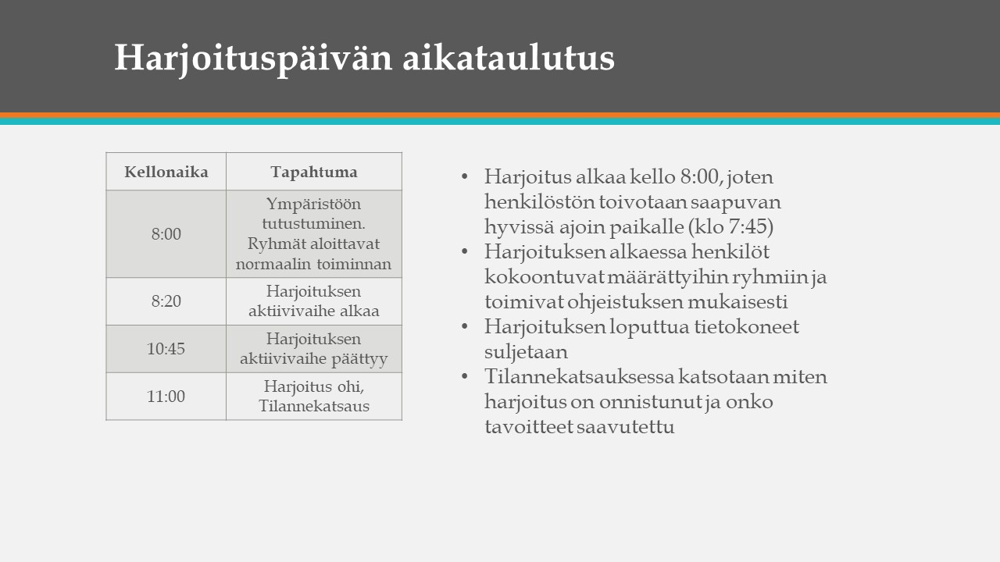 Harjoituspäivän aikataulutus
Kellonaika Tapahtuma
8:00
Ympäristöön
tutustuminen.
Ryhmät aloittavat
normaalin toiminnan
8:20
Harjoituksen
aktiivivaihe alkaa
10:45
Harjoituksen
aktiivivaihe päättyy
11:00
Harjoitus ohi,
Tilannekatsaus
• Harjoitus alkaa kello 8:00, joten
henkilöstön toivotaan saapuvan
hyvissä ajoin paikalle (klo 7:45)
• Harjoituksen alkaessa henkilöt
kokoontuvat määrättyihin ryhmiin ja
toimivat ohjeistuksen mukaisesti
• Harjoituksen loputtua tietokoneet
suljetaan
• Tilannekatsauksessa katsotaan miten
harjoitus on onnistunut ja onko
tavoitteet saavutettu